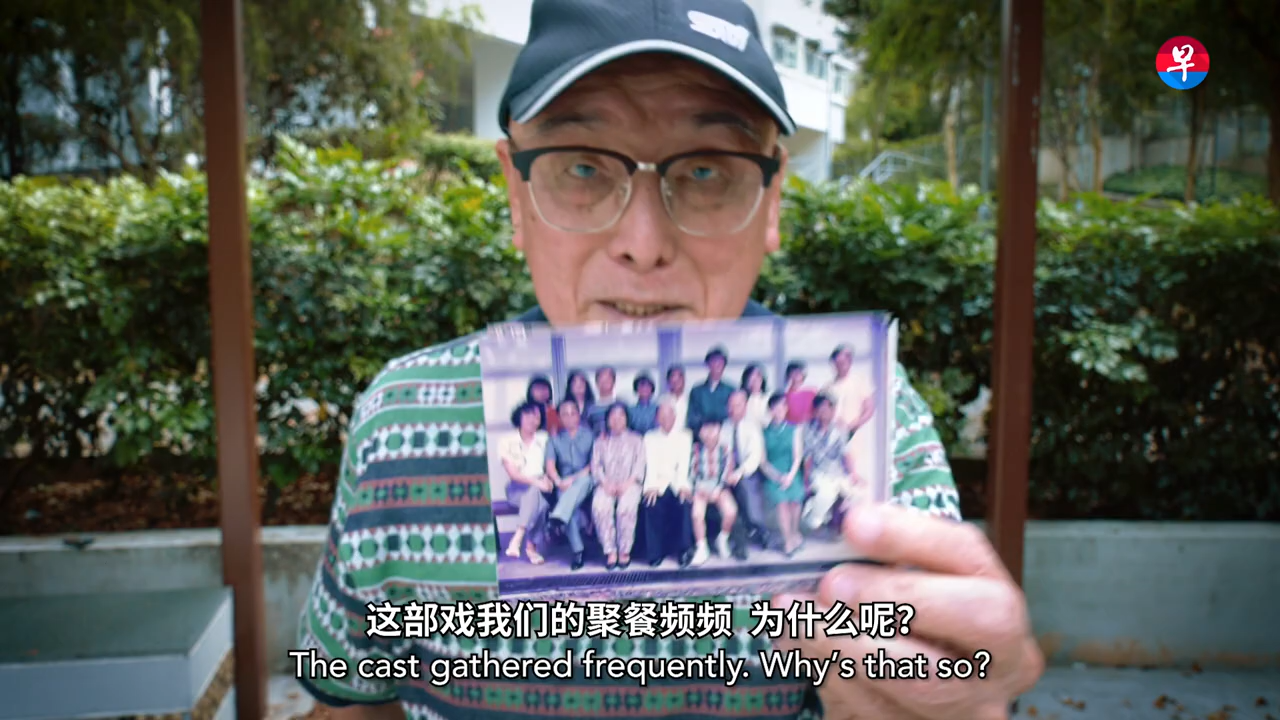 早
这部戏我们的聚餐频频 为什么呢?
The cast gathered frequently. Why's that so?